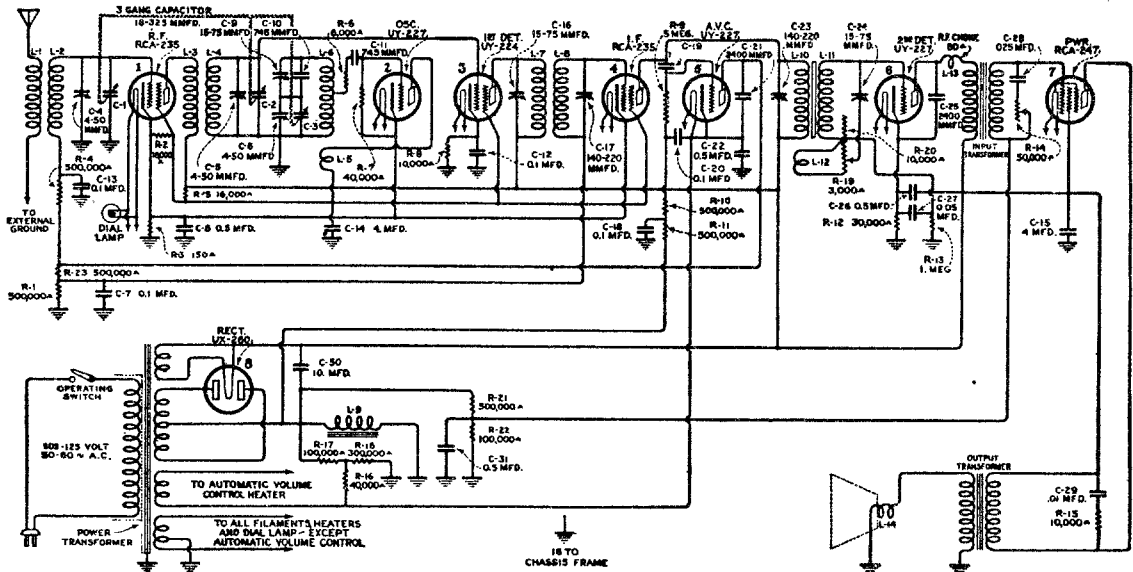 3 GANG CAPACITOR
18-325 MMFD.
R.F.
RCA-235
L-1
L-2
1
L-3
L-4
C-9
15-75 MMFD
C-10
745 MMFD.
L-6
R-6
6,000 ~
C-11
745 MMFD.
OSC.
UY-227
2
1ST DET.
UY-224
3
C-16
15-75 MMFD.
L-7
L-8
I.F.
RCA-235
4
R-9
5 MEG.
C-19
A.V.C.
UY-227
5
C-21
2400 MMFD
C-23
140-220 MMFD
L-10
L-11
C-24
15-75 MMFD.
2ND DET.
UY-227
6
R.F. CHOKE
80 ~
L-13
C-28
.025 MFD.
PWR.
RCA-247
7
C-4
4-50 MMFD.
C-1
R-2
C-2
C-3
C-5
4-50 MMFD
C-6
4-50 MMFD
L-5
R-7
40,000 ~
R-8
10,000 ~
C-12
0.1 MFD.
C-17
140-220 MMFD
C-22
0.5 MFD.
C-20
0.1 MFD
L-12
R-20
10,000 ~
C-25
2400 MMFD
INPUT TRANSFORMER
R-14
50,000 ~
R-4
500,000 ~
C-13
0.1 MFD.
TO EXTERNAL GROUND
DIAL LAMP
R-5 16,000 ~
C-8 0.5 MFD.
R-3 150 ~
C-14 4 MFD.
C-18
0.1 MFD.
R-10
500,000 ~
R-11
500,000 ~
R-19
3,000 ~
C-26 0.5 MFD.
C-27
0.05 MFD.
R-12 30,000 ~
R-13
1. MEG
C-15
4 MFD.
R-23 500,000 ~
R-1
500,000 ~
C-7 0.1 MFD.
RECT.
UX-280
8
C-30
10. MFD.
OPERATING SWITCH
VOLT
50-60 ~ A.C.
L-9
R-17
100,000 ~
300,000 ~
R-16
40,000 ~
R-21
500,000 ~
R-22
100,000 ~
C-31
0.5 MFD.
TO AUTOMATIC VOLUME CONTROL HEATER
TO ALL FILAMENTS HEATERS
AND DIAL LAMP - EXCEPT
AUTOMATIC VOLUME CONTROL
POWER TRANSFORMER
TO
CHASSIS FRAME
L-14
OUTPUT TRANSFORMER
C-29
.01 MFD.
R-15
10,000 ~